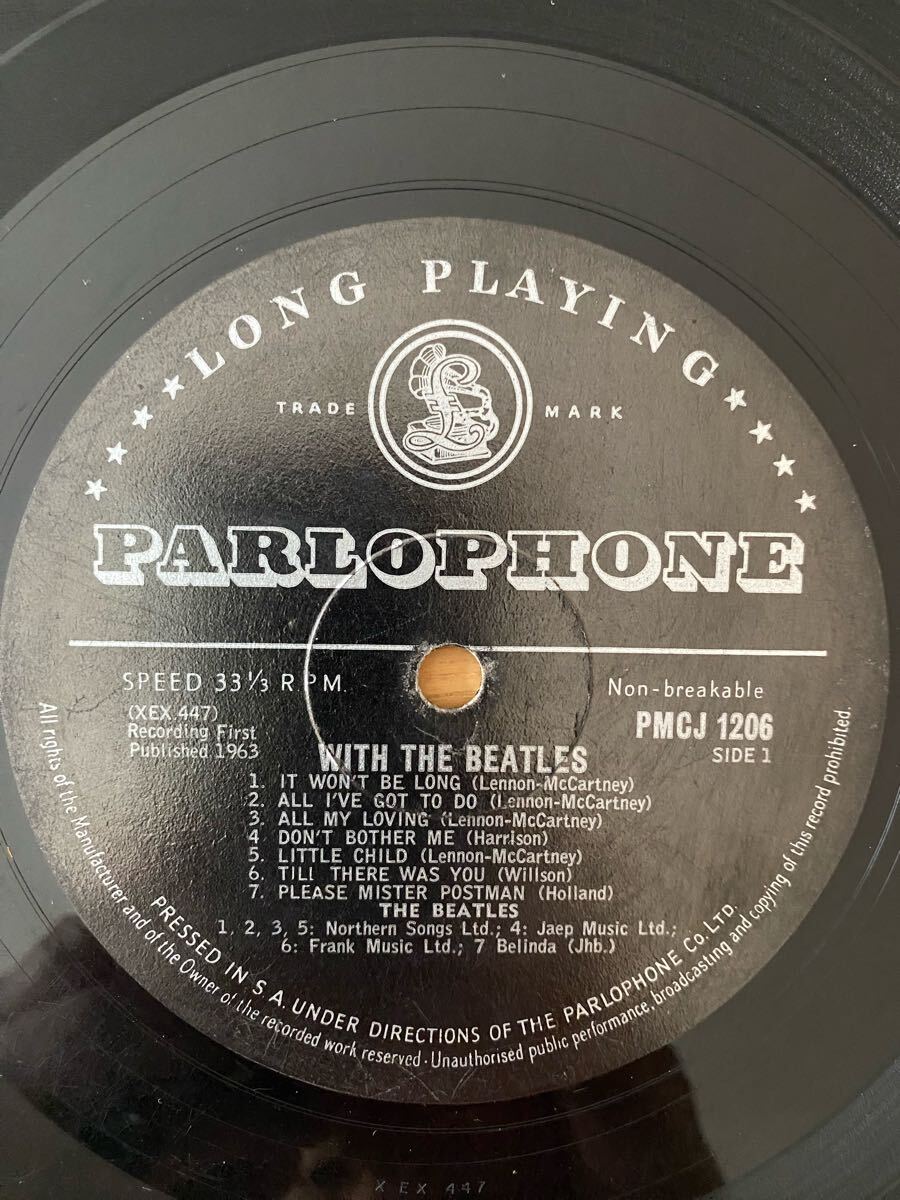 LONG PLAYING
TRADE MARK
£
PARLOPHONE
SPEED 33⅓ R.P.M.
Non-breakable
(XEX 447)
Recording First
Published 1963
PMCJ 1206
SIDE 1
WITH THE BEATLES
1. IT WON'T BE LONG (Lennon-McCartney)
2. ALL I'VE GOT TO DO (Lennon-McCartney)
3. ALL MY LOVING (Lennon-McCartney)
4. DON'T BOTHER ME (Harrison)
5. LITTLE CHILD (Lennon-McCartney)
6. TILL THERE WAS YOU (Willson)
7. PLEASE MISTER POSTMAN (Holland)
THE BEATLES
1, 2, 3, 5: Northern Songs Ltd.; 4: Jaep Music Ltd.;
6: Frank Music Ltd.; 7 Belinda (Jhb.)
PRESSED IN S.A. UNDER DIRECTIONS OF THE PARLOPHONE Co. LTD.
All rights of the Manufacturer and of the Owner of the recorded work reserved · Unauthorised public performance, broadcasting and copying of this record prohibited.
XEX 447